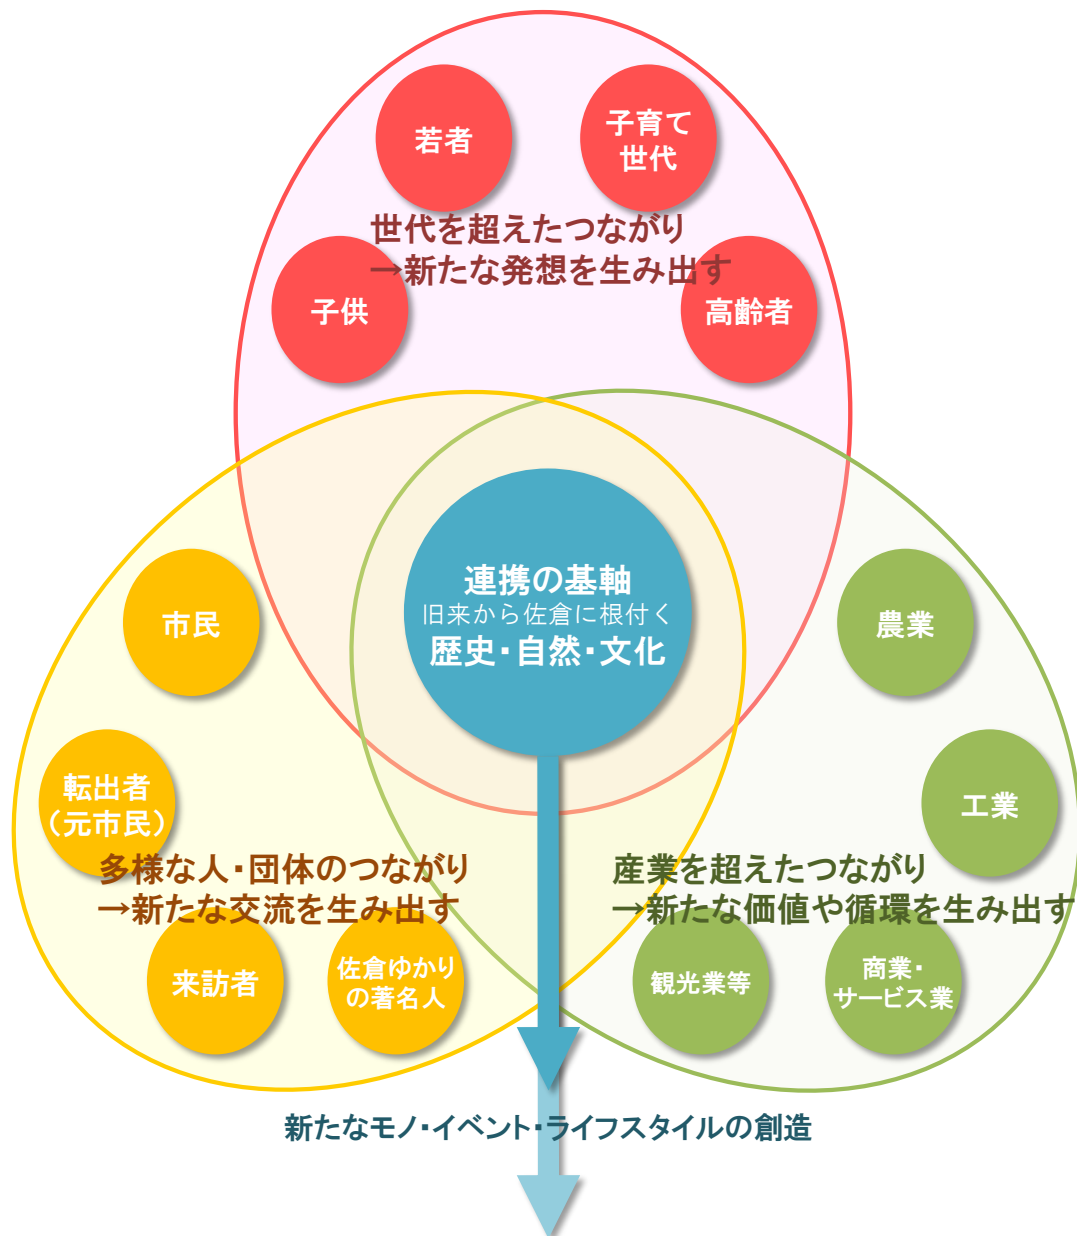 若者
子育て
世代
世代を超えたつながり
→新たな発想を生み出す
子供
高齢者
連携の基軸
旧来から佐倉に根付く
歴史・自然・文化
市民
農業
転出者
（元市民）
工業
多様な人・団体のつながり
→新たな交流を生み出す
産業を超えたつながり
→新たな価値や循環を生み出す
来訪者
佐倉ゆかり
の著名人
観光業等
商業・
サービス業
新たなモノ・イベント・ライフスタイルの創造